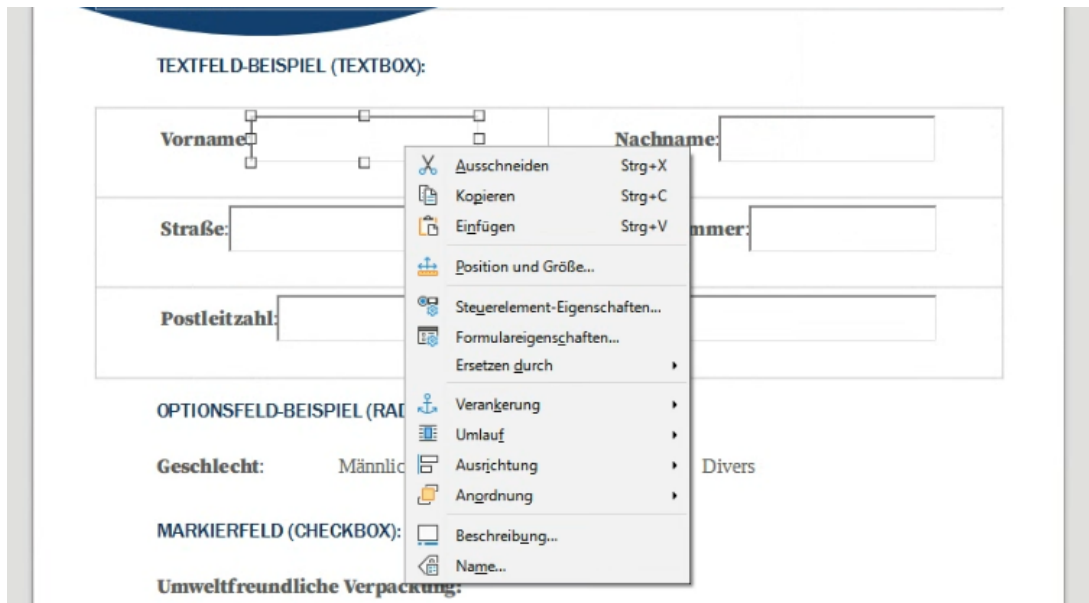 TEXTFELD-BEISPIEL (TEXTBOX):
Vorname
Nachname:
Ausschneiden Strg+X
Kopieren Strg+C
Einfügen Strg+V
Straße:
mmer:
Position und Größe...
Steuerelement-Eigenschaften...
Postleitzahl:
Formulareigenschaften...
Ersetzen durch
Verankerung
OPTIONSFELD-BEISPIEL (RAD
Umlauf
Geschlecht: Männlic
Ausrichtung
Divers
Anordnung
MARKIERFELD (CHECKBOX):
Beschreibung...
Name...
Umweltfreundliche Verpackung: